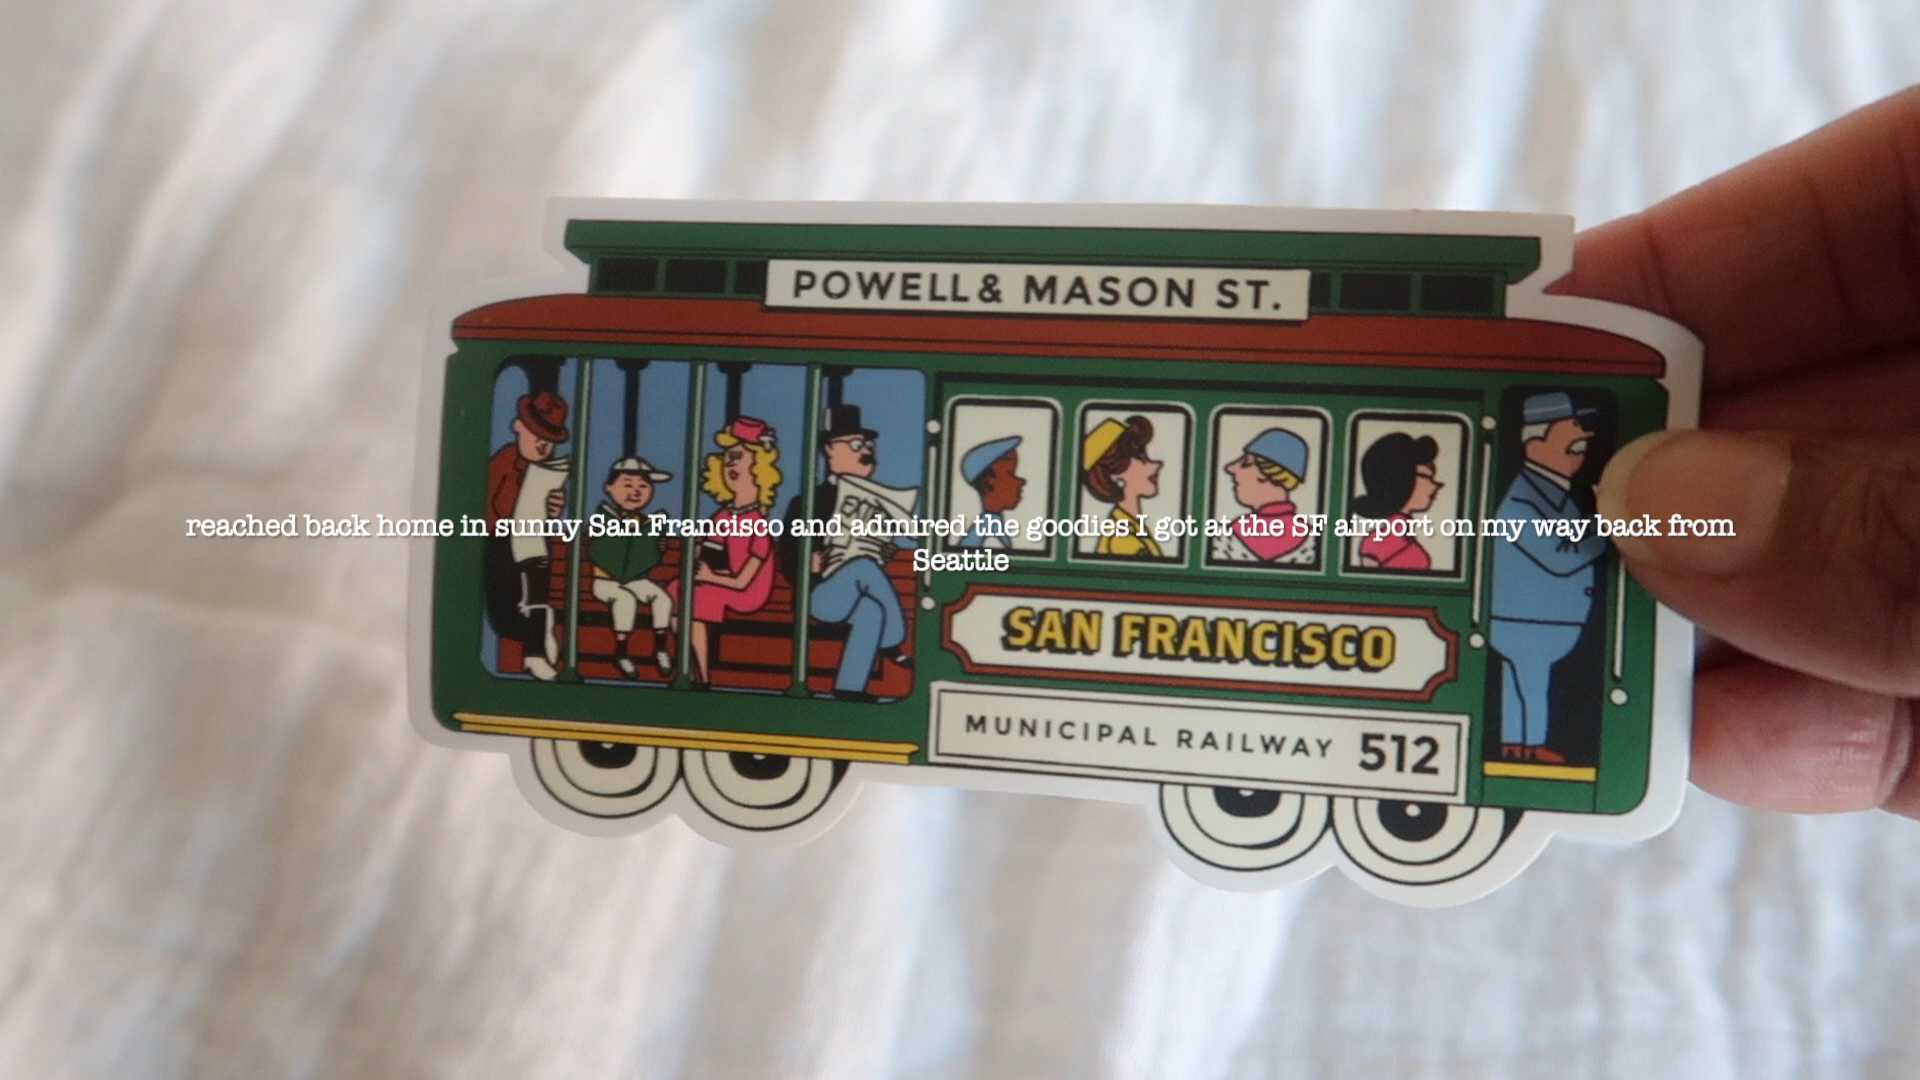 POWELL & MASON ST.
EXTRA
reached back home in sunny San Francisco and admired the goodies I got at the SF airport on my way back from
Seattle
SAN FRANCISCO
MUNICIPAL RAILWAY 512